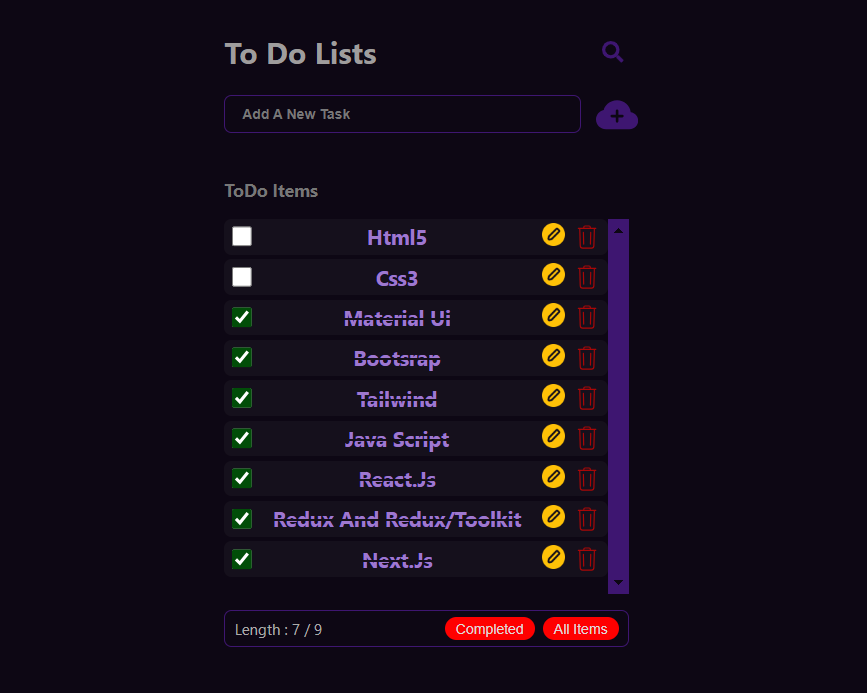 To Do Lists
Add A New Task
ToDo Items
Html5
Css3
Material Ui
Bootsrap
Tailwind
Java Script
React.Js
Redux And Redux/Toolkit
Next.Js
Length : 7 / 9 Completed All Items